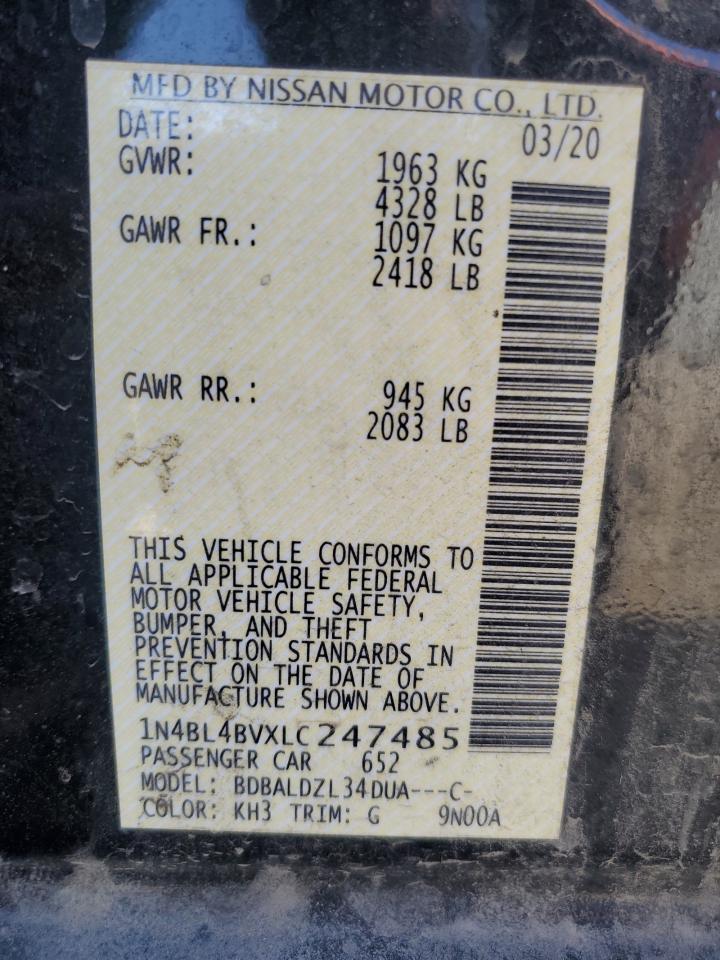 MFD BY NISSAN MOTOR CO., LTD.
DATE: 03/20
GVWR: 1963 KG
4328 LB
GAWR FR.: 1097 KG
2418 LB
GAWR RR.: 945 KG
2083 LB
THIS VEHICLE CONFORMS TO
ALL APPLICABLE FEDERAL
MOTOR VEHICLE SAFETY,
BUMPER, AND THEFT
PREVENTION STANDARDS IN
EFFECT ON THE DATE OF
MANUFACTURE SHOWN ABOVE.
1N4BL4BVXLC247485
PASSENGER CAR 652
MODEL: BDBALDZL34DUA---C-
COLOR: KH3 TRIM: G 9N00A